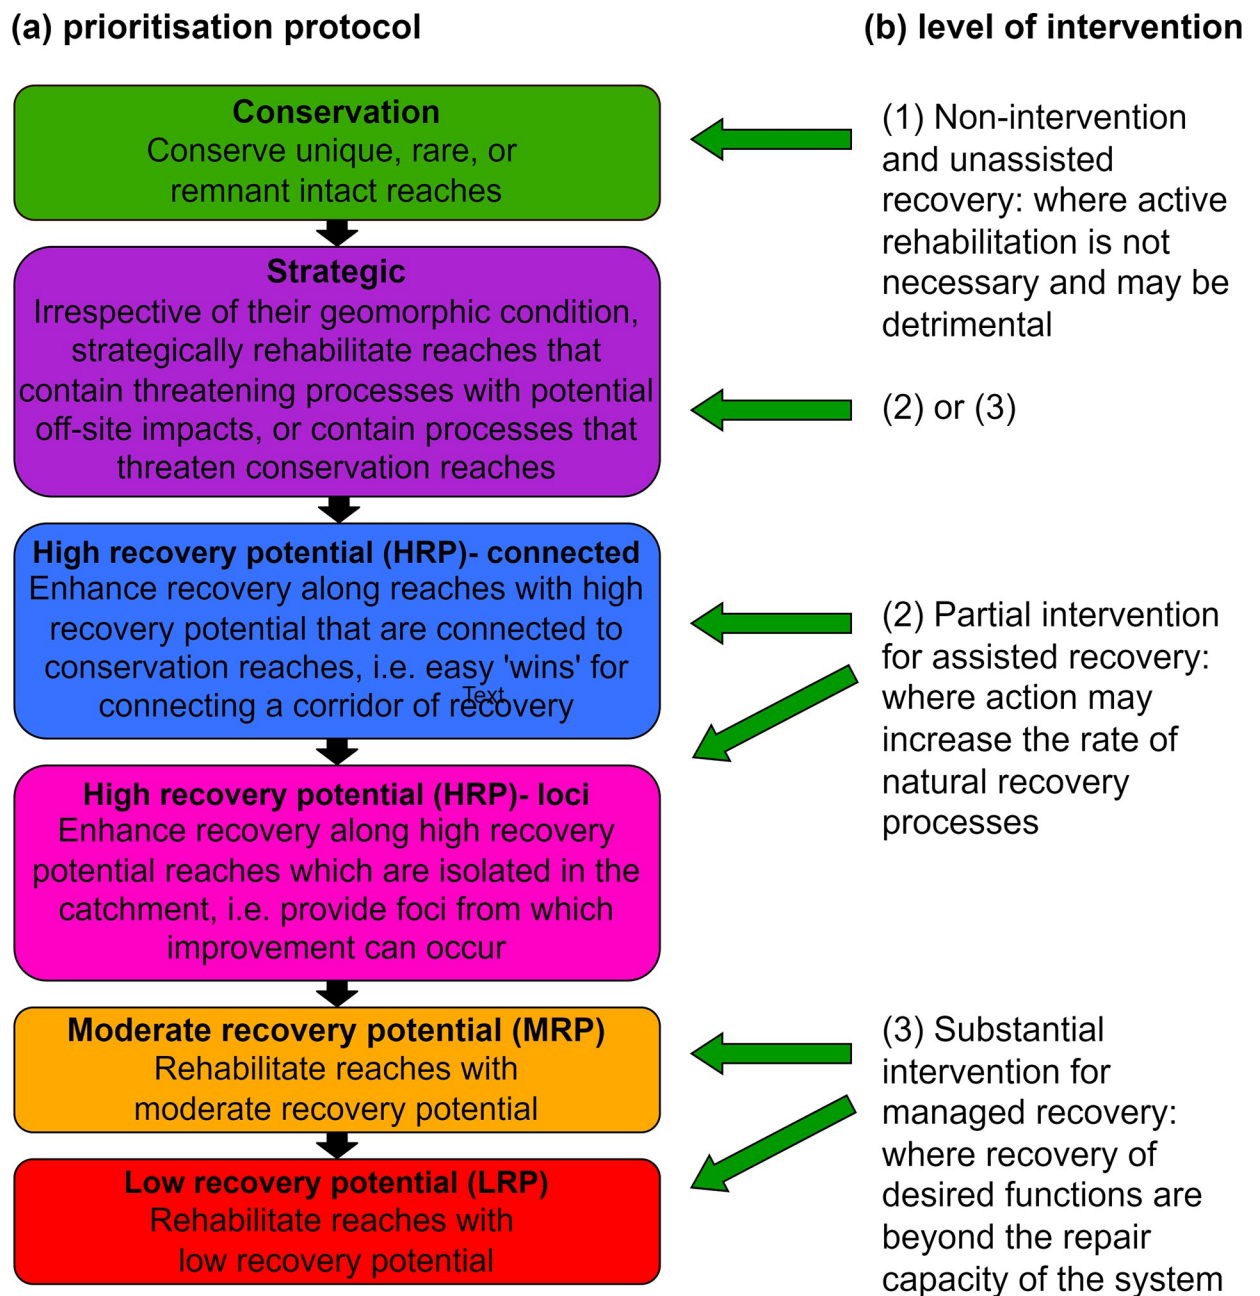 (a) prioritisation protocol
(b) level of intervention
Conservation
Conserve unique, rare, or
remnant intact reaches
Strategic
Irrespective of their geomorphic condition,
strategically rehabilitate reaches that
contain threatening processes with potential
off-site impacts, or contain processes that
threaten conservation reaches
High recovery potential (HRP)- connected
Enhance recovery along reaches with high
recovery potential that are connected to
conservation reaches, i.e. easy 'wins' for
connecting a corridor of recovery
Text
High recovery potential (HRP)- loci
Enhance recovery along high recovery
potential reaches which are isolated in the
catchment, i.e. provide foci from which
improvement can occur
Moderate recovery potential (MRP)
Rehabilitate reaches with
moderate recovery potential
Low recovery potential (LRP)
Rehabilitate reaches with
low recovery potential
(1) Non-intervention
and unassisted
recovery: where active
rehabilitation is not
necessary and may be
detrimental
(2) or (3)
(2) Partial intervention
for assisted recovery:
where action may
increase the rate of
natural recovery
processes
(3) Substantial
intervention for
managed recovery:
where recovery of
desired functions are
beyond the repair
capacity of the system